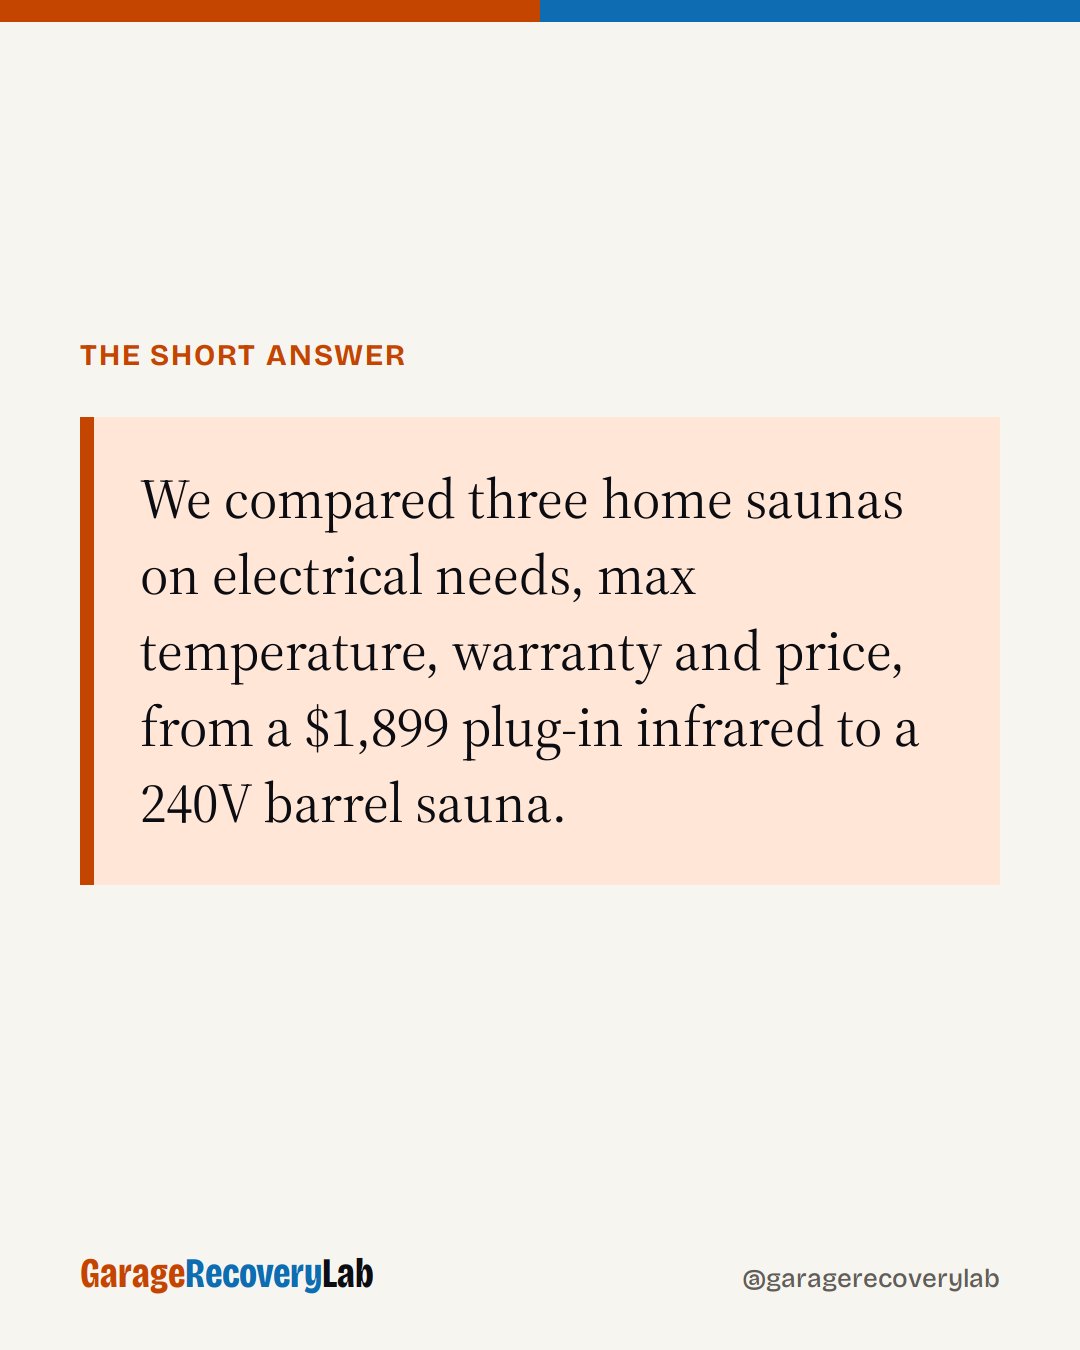 THE SHORT ANSWER
We compared three home saunas
on electrical needs, max
temperature, warranty and price,
from a $1,899 plug-in infrared to a
240V barrel sauna.
GarageRecoveryLab
@garagerecoverylab